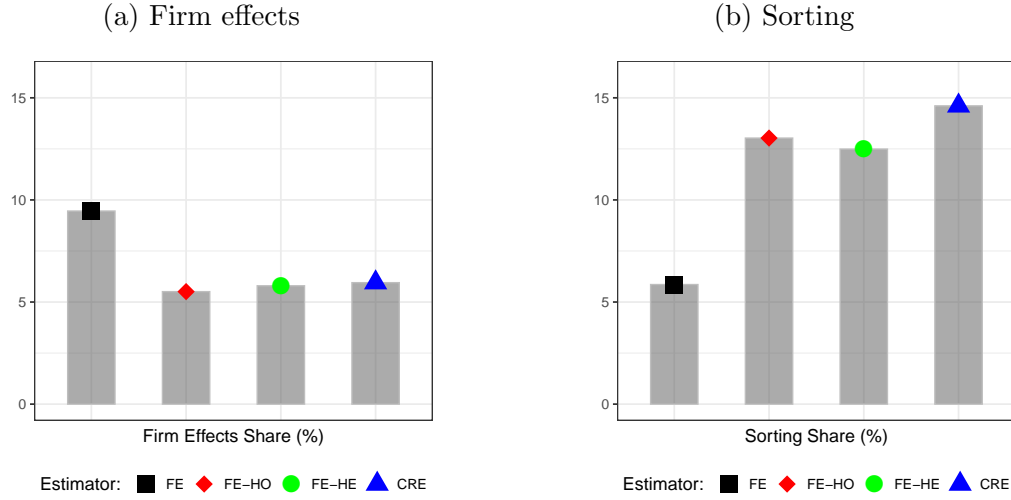 (a) Firm effects
15
10
5
0
Firm Effects Share (%)
Estimator: FE FE−HO FE−HE CRE
(b) Sorting
15
10
5
0
Sorting Share (%)
Estimator: FE FE−HO FE−HE CRE